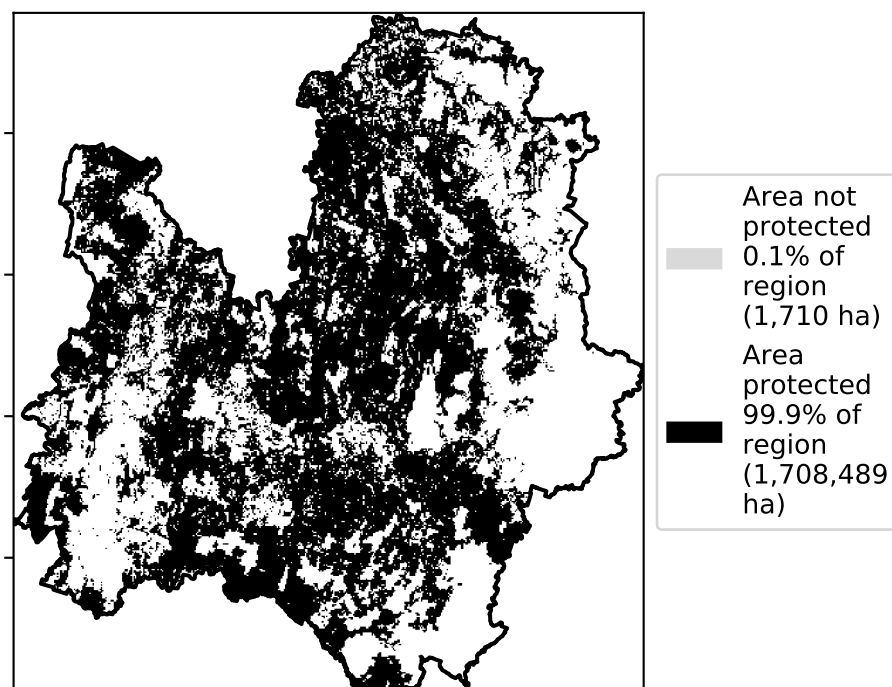 Area not
protected
0.1% of
region
(1,710 ha)
Area
protected
99.9% of
region
(1,708,489
ha)